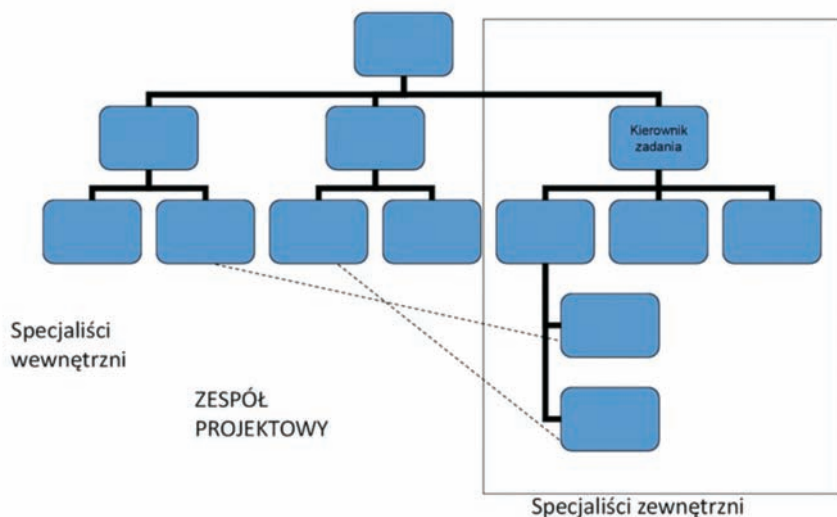 Kierownik
zadania
Specjaliści
wewnętrzni
ZESPÓŁ
PROJEKTOWY
Specjaliści zewnętrzni